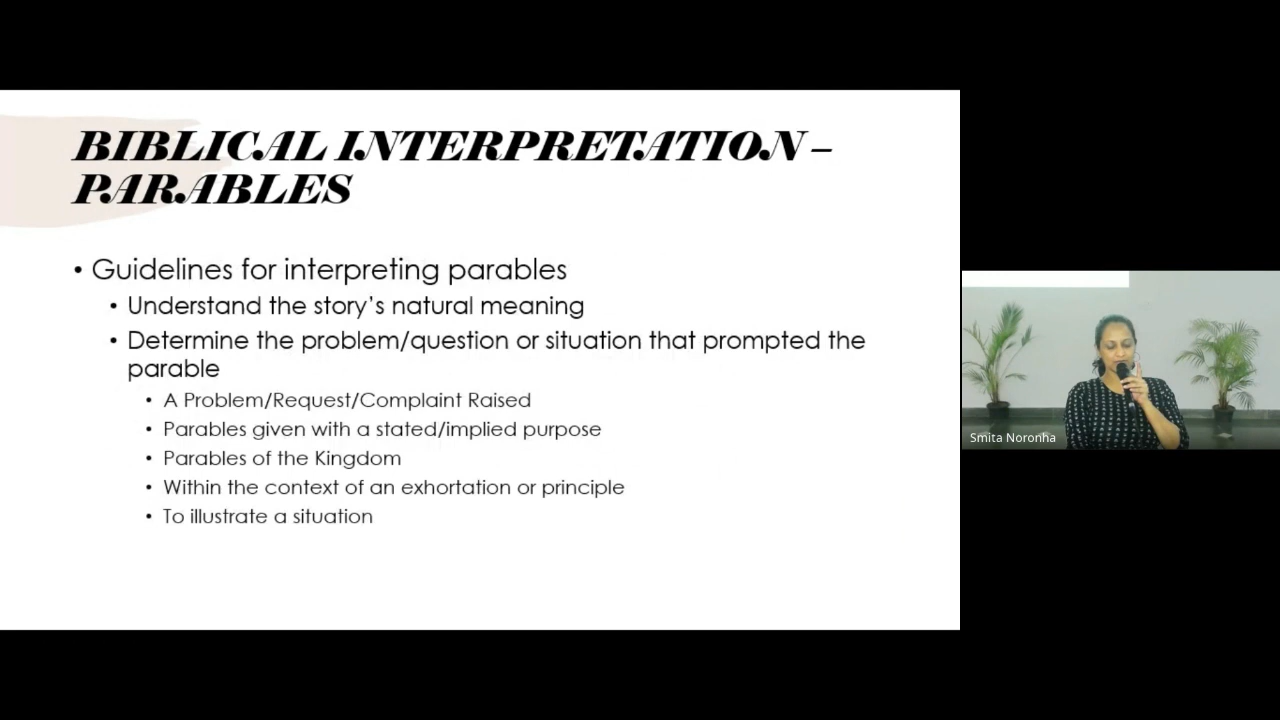 BIBLICAL INTERPRETATION –
PARABLES
• Guidelines for interpreting parables
• Understand the story’s natural meaning
• Determine the problem/question or situation that prompted the
parable
• A Problem/Request/Complaint Raised
• Parables given with a stated/implied purpose
• Parables of the Kingdom
• Within the context of an exhortation or principle
• To illustrate a situation
Smita Noronha